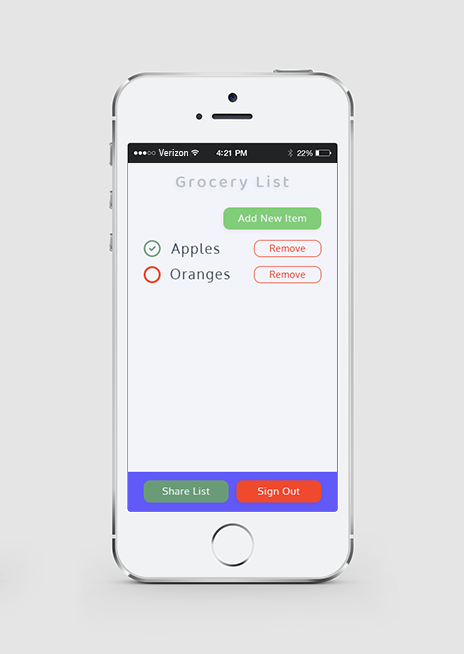 Verizon 4:21 PM 22%
Grocery List
Add New Item
Apples Remove
Oranges Remove
Share List Sign Out